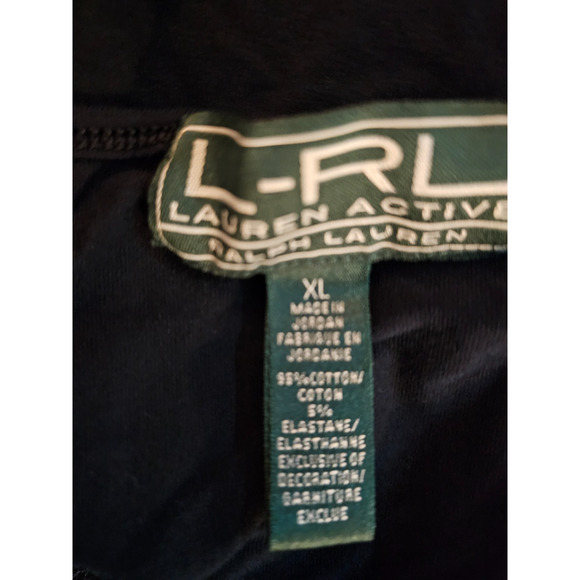 L-RL
LAUREN ACTIVE
RALPH LAUREN
XL
MADE IN
JORDAN
FABRIQUE EN
JORDANIE
95% COTTON/
COTON
5%
ELASTANE/
ELASTHANNE
EXCLUSIVE OF
DECORATION/
GARNITURE
EXCLUE